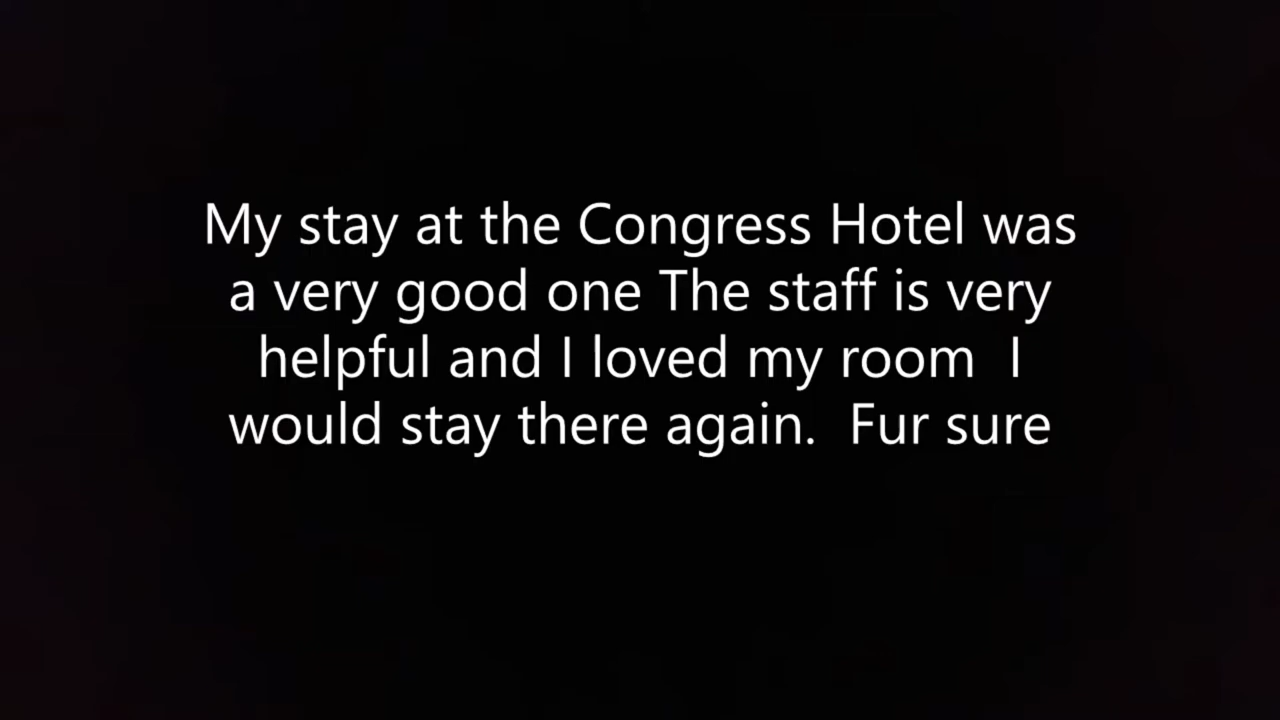 My stay at the Congress Hotel was
a very good one The staff is very
helpful and I loved my room  I
would stay there again.  Fur sure